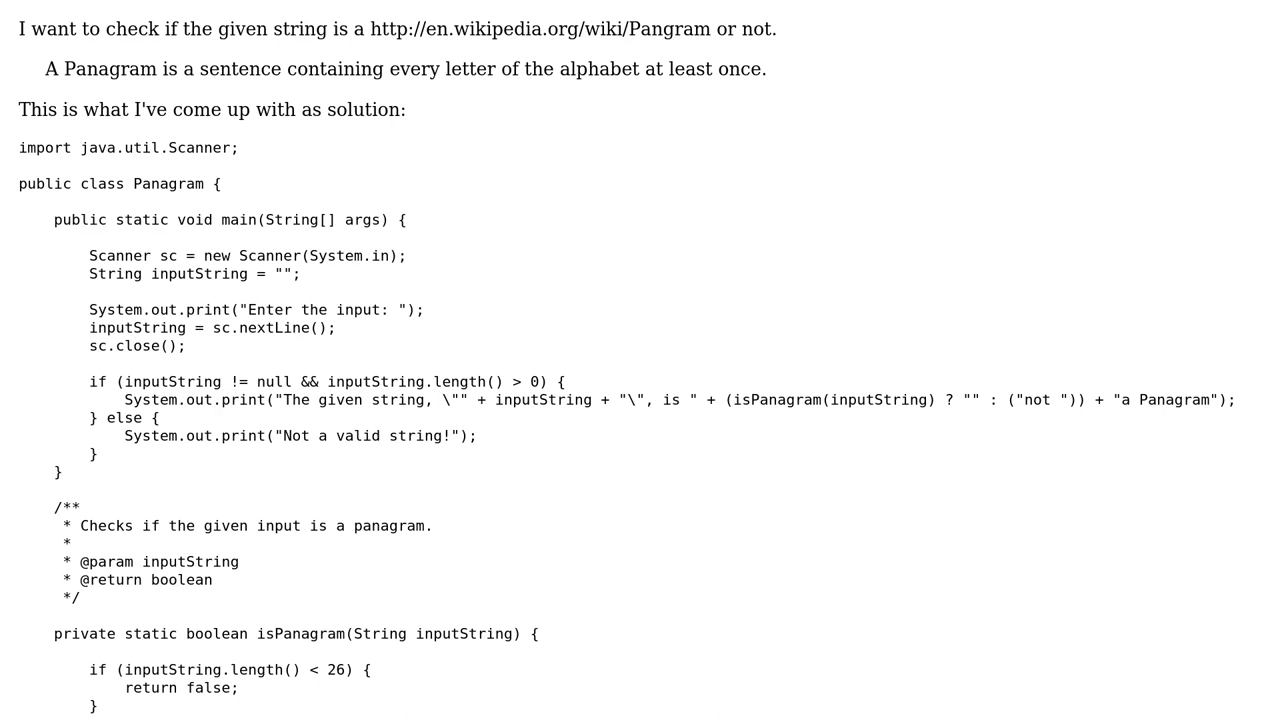 I want to check if the given string is a http://en.wikipedia.org/wiki/Pangram or not.
A Panagram is a sentence containing every letter of the alphabet at least once.
This is what I've come up with as solution:
import java.util.Scanner;
public class Panagram {
public static void main(String[] args) {
Scanner sc = new Scanner(System.in);
String inputString = "";
System.out.print("Enter the input: ");
inputString = sc.nextLine();
sc.close();
if (inputString != null && inputString.length() > 0) {
System.out.print("The given string, \"" + inputString + "\", is " + (isPanagram(inputString) ? "" : ("not ")) + "a Panagram");
} else {
System.out.print("Not a valid string!");
}
}
/**
* Checks if the given input is a panagram.
*
* @param inputString
* @return boolean
*/
private static boolean isPanagram(String inputString) {
if (inputString.length() < 26) {
return false;
}